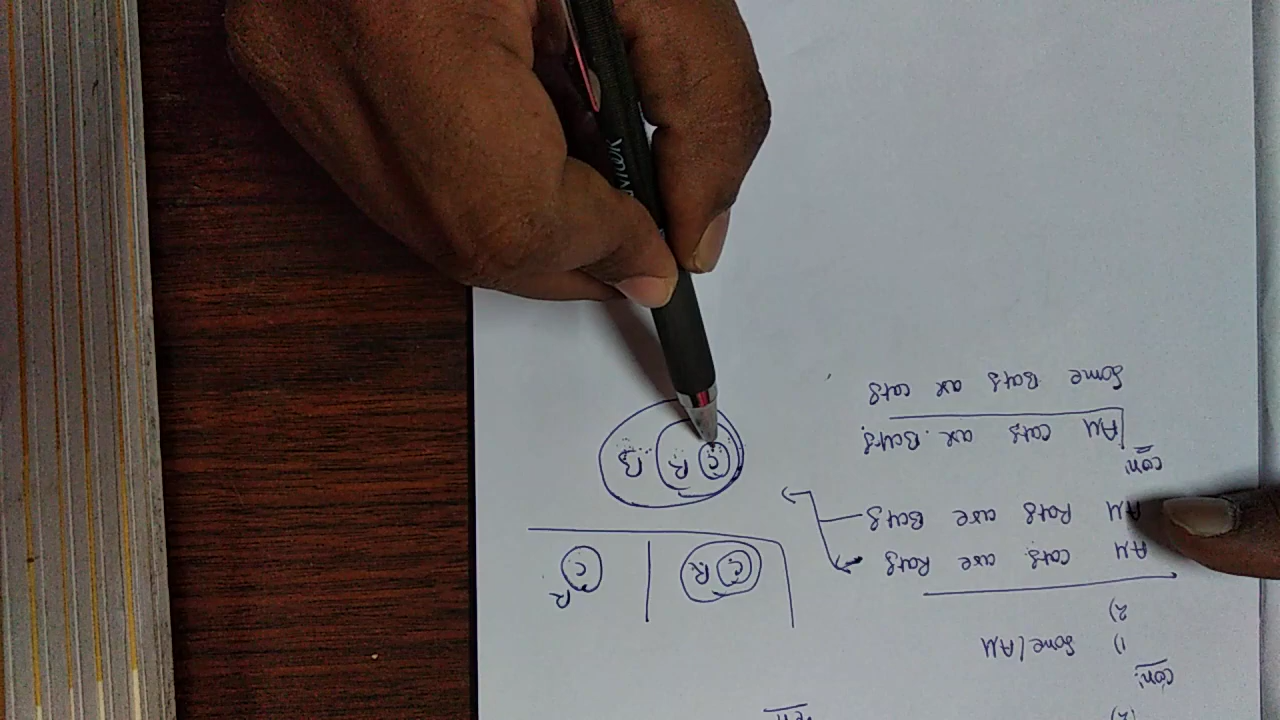 2)
con:
1) Some/All
2)
All cats are Rats
All Rats are Bats
con:
All cats are Bats
Some Bats are cats
C R
C R
C R B